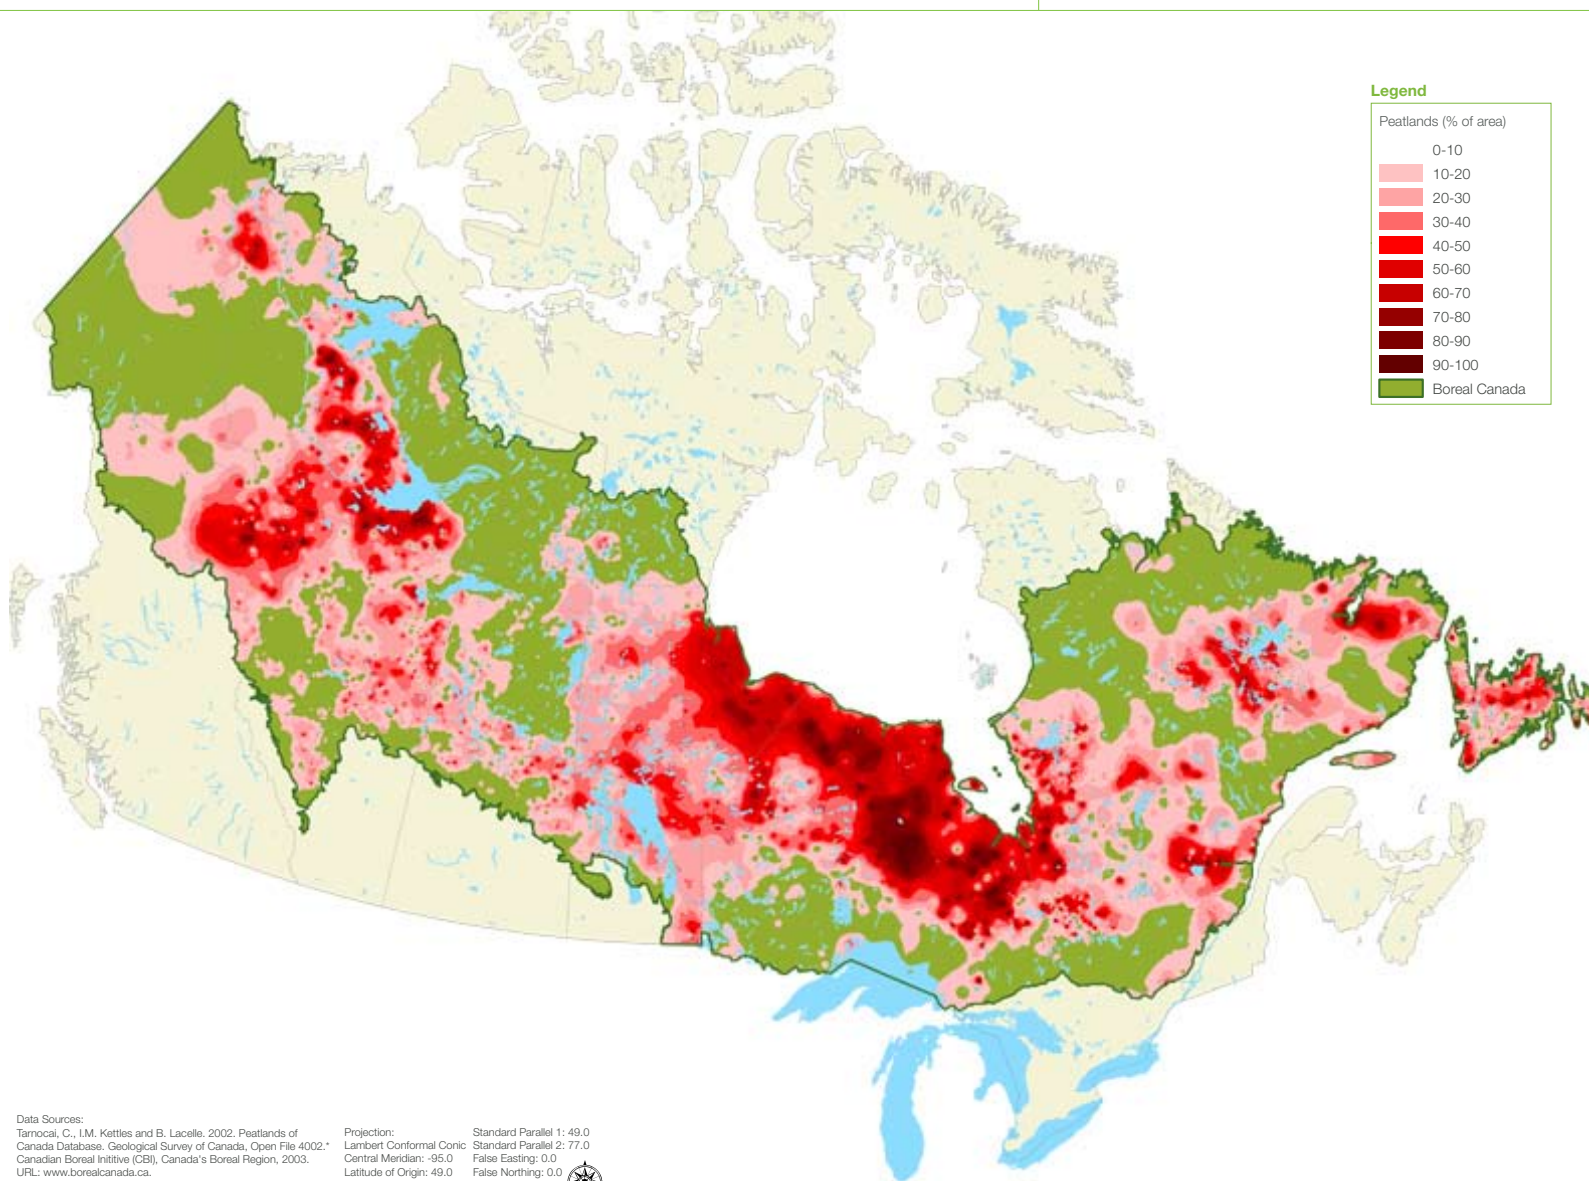 Legend
Peatlands (% of area)
0-10
10-20
20-30
30-40
40-50
50-60
60-70
70-80
80-90
90-100
Boreal Canada
Data Sources:
Tarnocai, C., I.M. Kettles and B. Lacelle. 2002. Peatlands of
Canada Database. Geological Survey of Canada, Open File 4002.*
Canadian Boreal Inititive (CBI), Canada's Boreal Region, 2003.
URL: www.borealcanada.ca.
Projection:
Lambert Conformal Conic
Central Meridian: -95.0
Latitude of Origin: 49.0
Standard Parallel 1: 49.0
Standard Parallel 2: 77.0
False Easting: 0.0
False Northing: 0.0